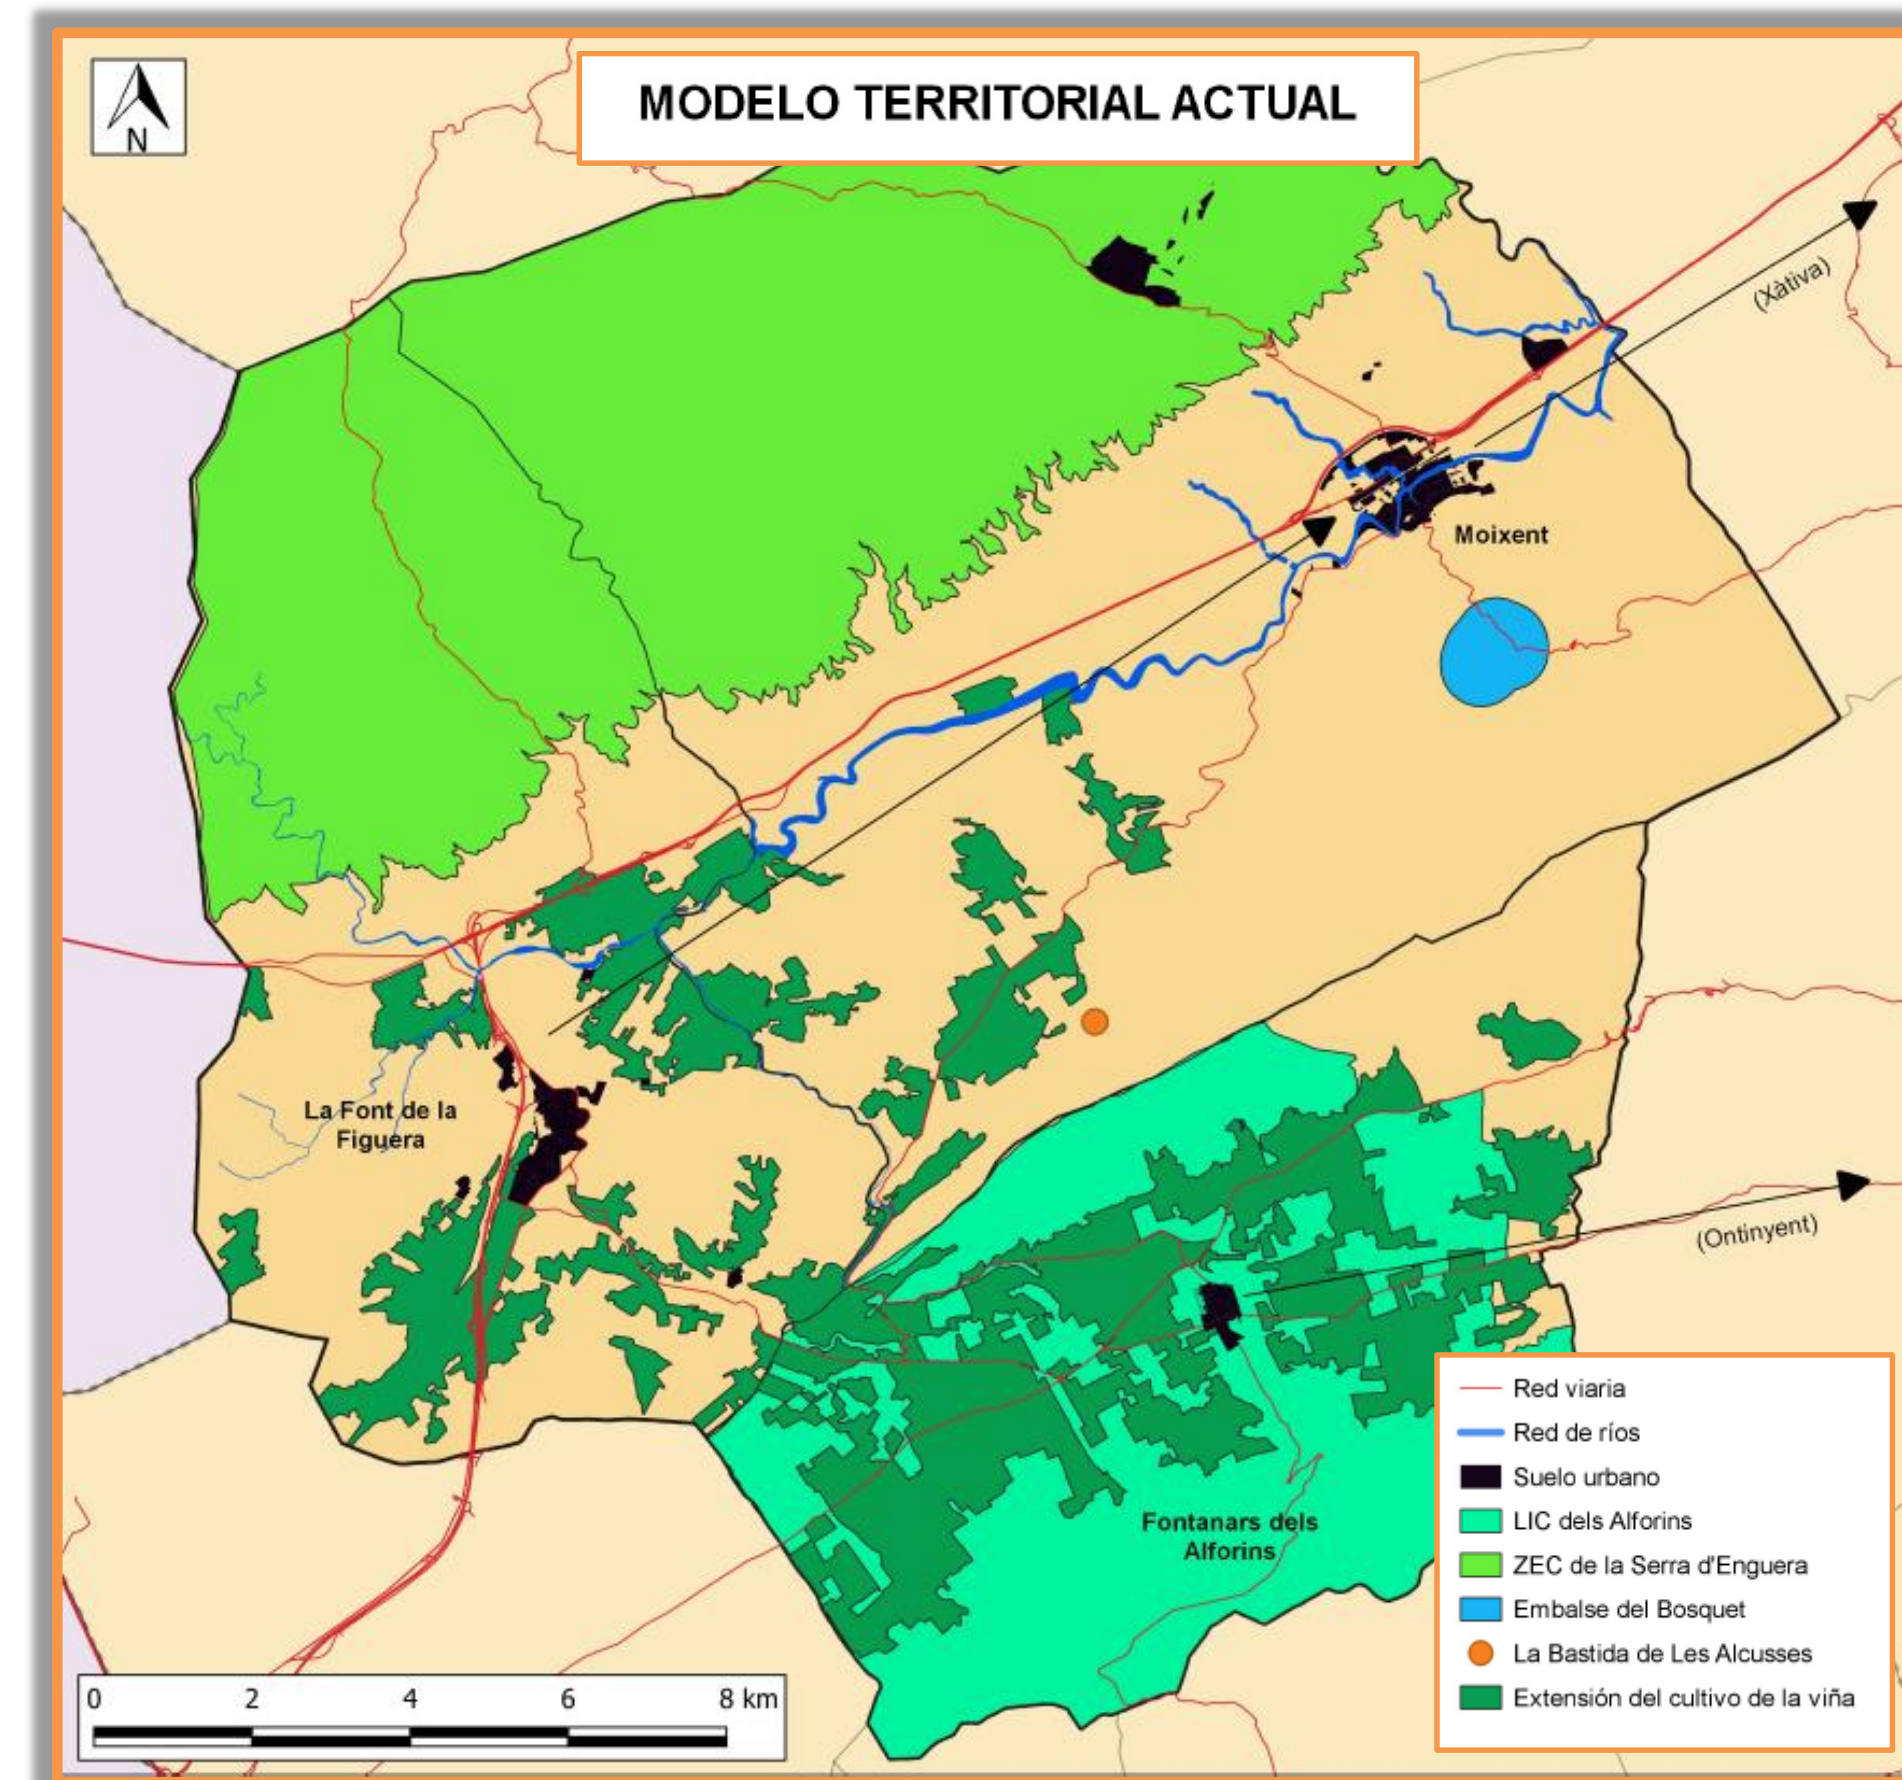 MODELO TERRITORIAL ACTUAL
N
(Xàtiva)
Moixent
La Font de la
Figuera
(Ontinyent)
Fontanars dels
Alforins
Red viaria
Red de ríos
Suelo urbano
LIC dels Alforins
ZEC de la Serra d'Enguera
Embalse del Bosquet
La Bastida de Les Alcusses
Extensión del cultivo de la viña
0 2 4 6 8 km